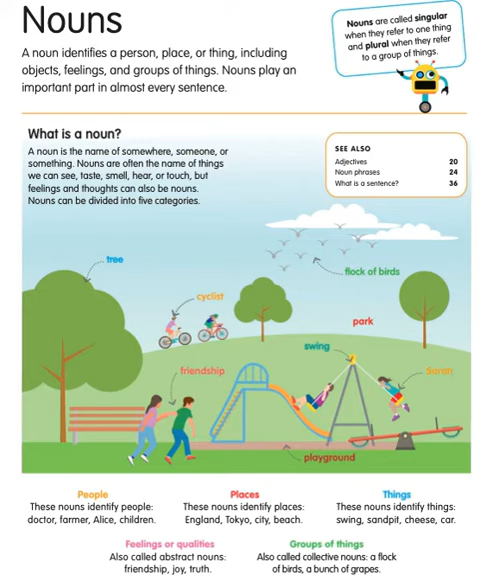 Nouns
A noun identifies a person, place, or thing, including
objects, feelings, and groups of things. Nouns play an
important part in almost every sentence.
Nouns are called singular
when they refer to one thing
and plural when they refer
to a group of things.
What is a noun?
A noun is the name of somewhere, someone, or
something. Nouns are often the name of things
we can see, taste, smell, hear, or touch, but
feelings and thoughts can also be nouns.
Nouns can be divided into five categories.
SEE ALSO
Adjectives 20
Noun phrases 24
What is a sentence? 36
tree
flock of birds
cyclist
park
swing
friendship
Sarah
playground
People
These nouns identify people:
doctor, farmer, Alice, children.
Places
These nouns identify places:
England, Tokyo, city, beach.
Things
These nouns identify things:
swing, sandpit, cheese, car.
Feelings or qualities
Also called abstract nouns:
friendship, joy, truth.
Groups of things
Also called collective nouns: a flock
of birds, a bunch of grapes.